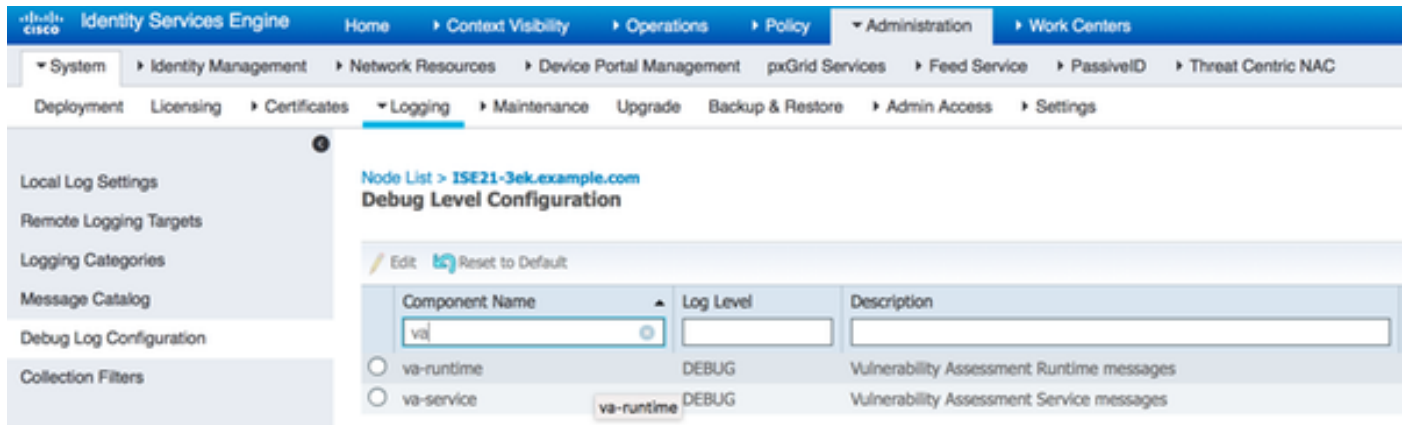 cisco Identity Services Engine Home Context Visibility Operations Policy Administration Work Centers
System Identity Management Network Resources Device Portal Management pxGrid Services Feed Service PassiveID Threat Centric NAC
Deployment Licensing Certificates Logging Maintenance Upgrade Backup & Restore Admin Access Settings
Local Log Settings
Remote Logging Targets
Logging Categories
Message Catalog
Debug Log Configuration
Collection Filters
Node List > ISE21-3ek.example.com
Debug Level Configuration
Edit Reset to Default
Component Name Log Level Description
va
va-runtime DEBUG Vulnerability Assessment Runtime messages
va-service DEBUG Vulnerability Assessment Service messages
va-runtime